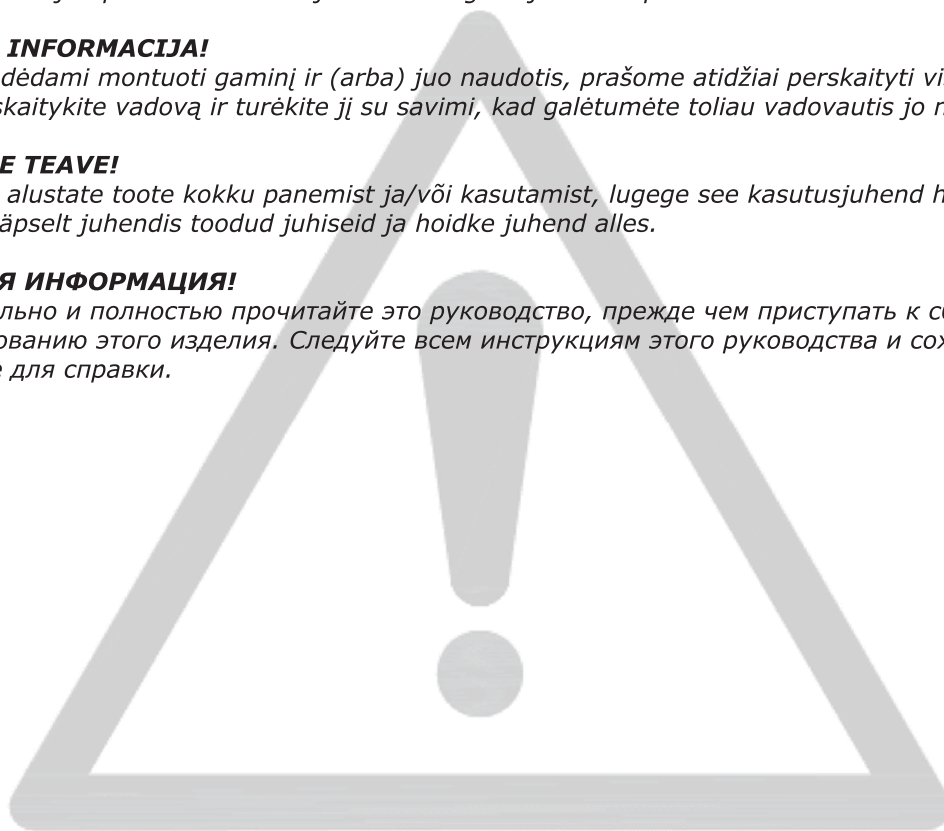 INFORMACIJA!
dėdami montuoti gaminį ir (arba) juo naudotis, prašome atidžiai perskaityti
skaitykite vadovą ir turėkite jį su savimi, kad galėtumėte toliau vadovautis jo
E TEAVE!
alustate toote kokku panemist ja/või kasutamist, lugege see kasutusjuhend
äpselt juhendis toodud juhiseid ja hoidke juhend alles.
Я ИНФОРМАЦИЯ!
льно и полностью прочитайте это руководство, прежде чем приступать к
ованию этого изделия. Следуйте всем инструкциям этого руководства и
е для справки.